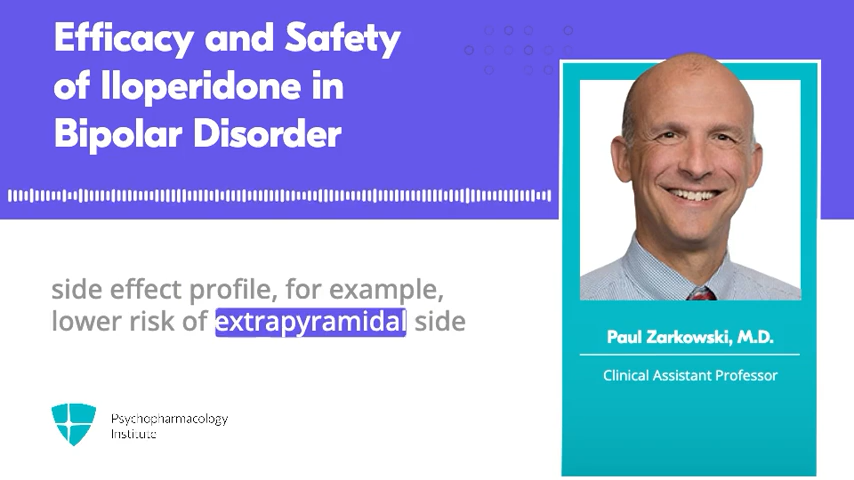 Efficacy and Safety
of Iloperidone in
Bipolar Disorder
side effect profile, for example,
lower risk of extrapyramidal side
Psychopharmacology
Institute
Paul Zarkowski, M.D.
Clinical Assistant Professor